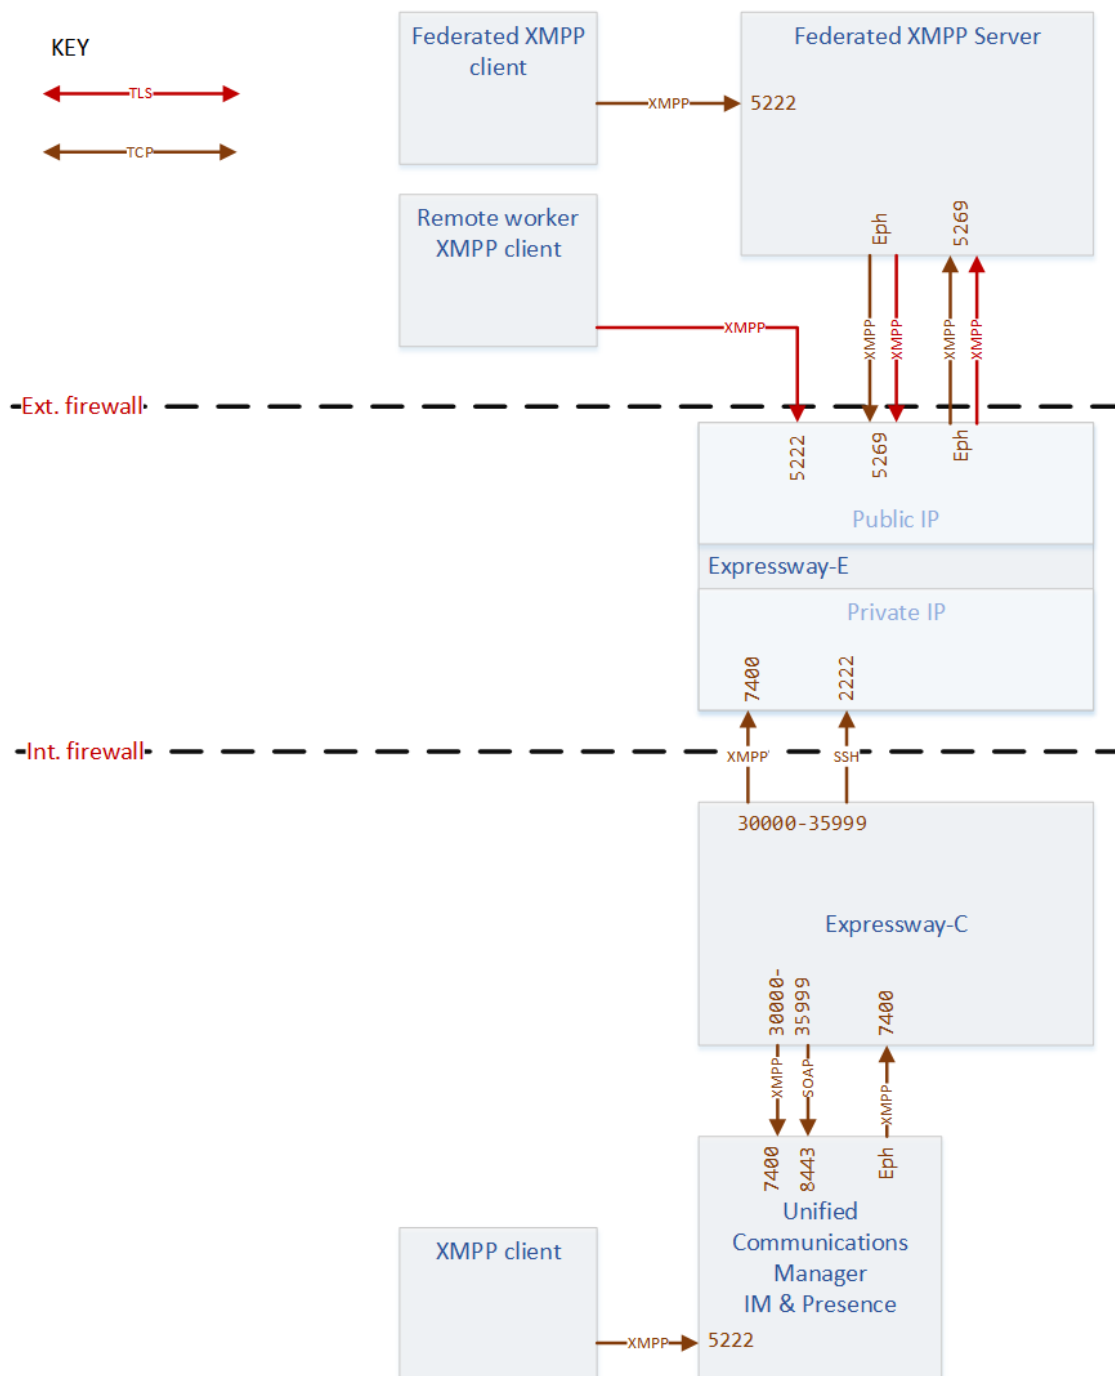 KEY
TLS
TCP
Federated XMPP
client
XMPP
Federated XMPP Server
5222
Eph
5269
Remote worker
XMPP client
XMPP
XMPP
XMPP
XMPP
XMPP
Ext. firewall
5222
5269
Eph
Public IP
Expressway-E
Private IP
7400
2222
Int. firewall
XMPP
SSH
30000-35999
Expressway-C
30000-
35999
7400
XMPP
SOAP
XMPP
7400
8443
Eph
Unified
Communications
Manager
IM & Presence
XMPP client
XMPP
5222